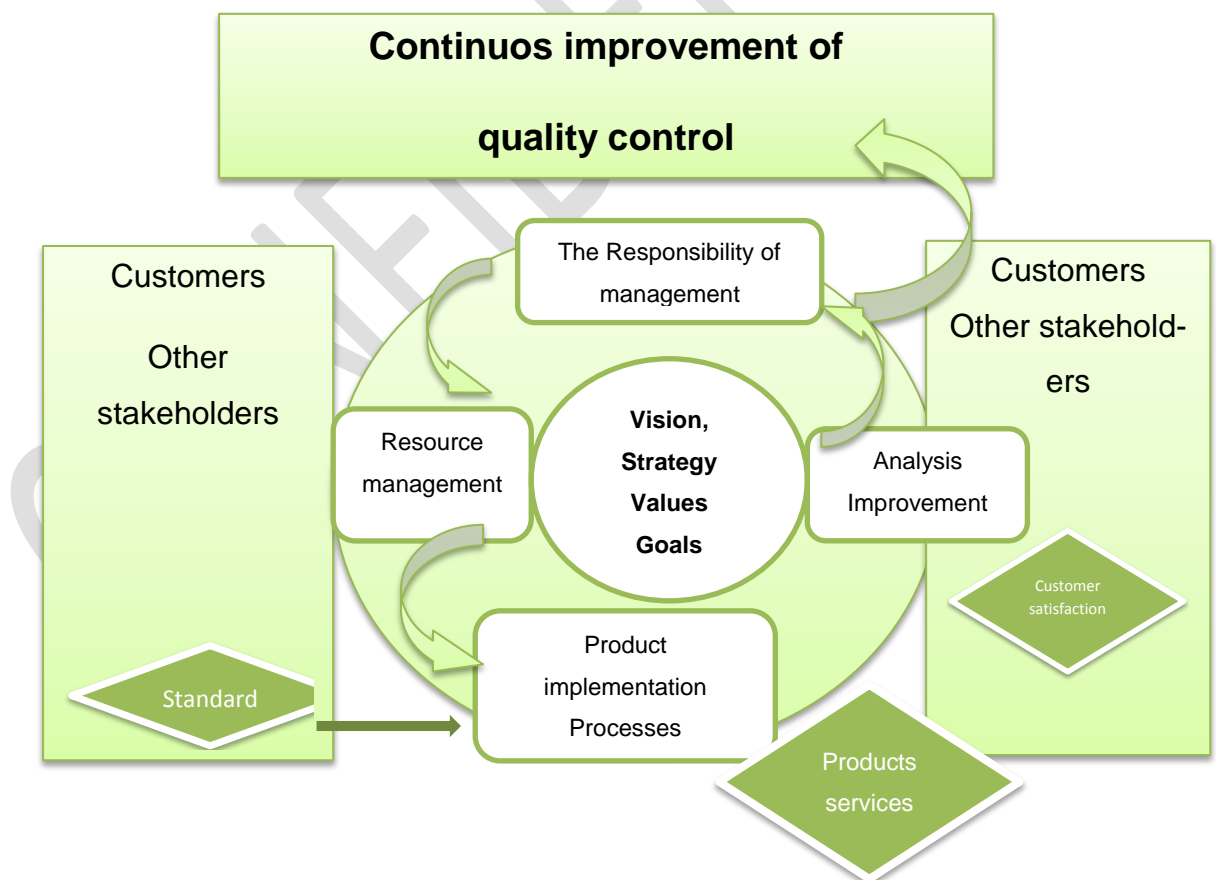 Continuos improvement of
quality control
The Responsibility of
management
Customers
Other
stakeholders
Customers
Other stakehold-
ers
Resource
management
Vision,
Strategy
Values
Goals
Analysis
Improvement
Customer
satisfaction
Standard
Product
implementation
Processes
Products
services